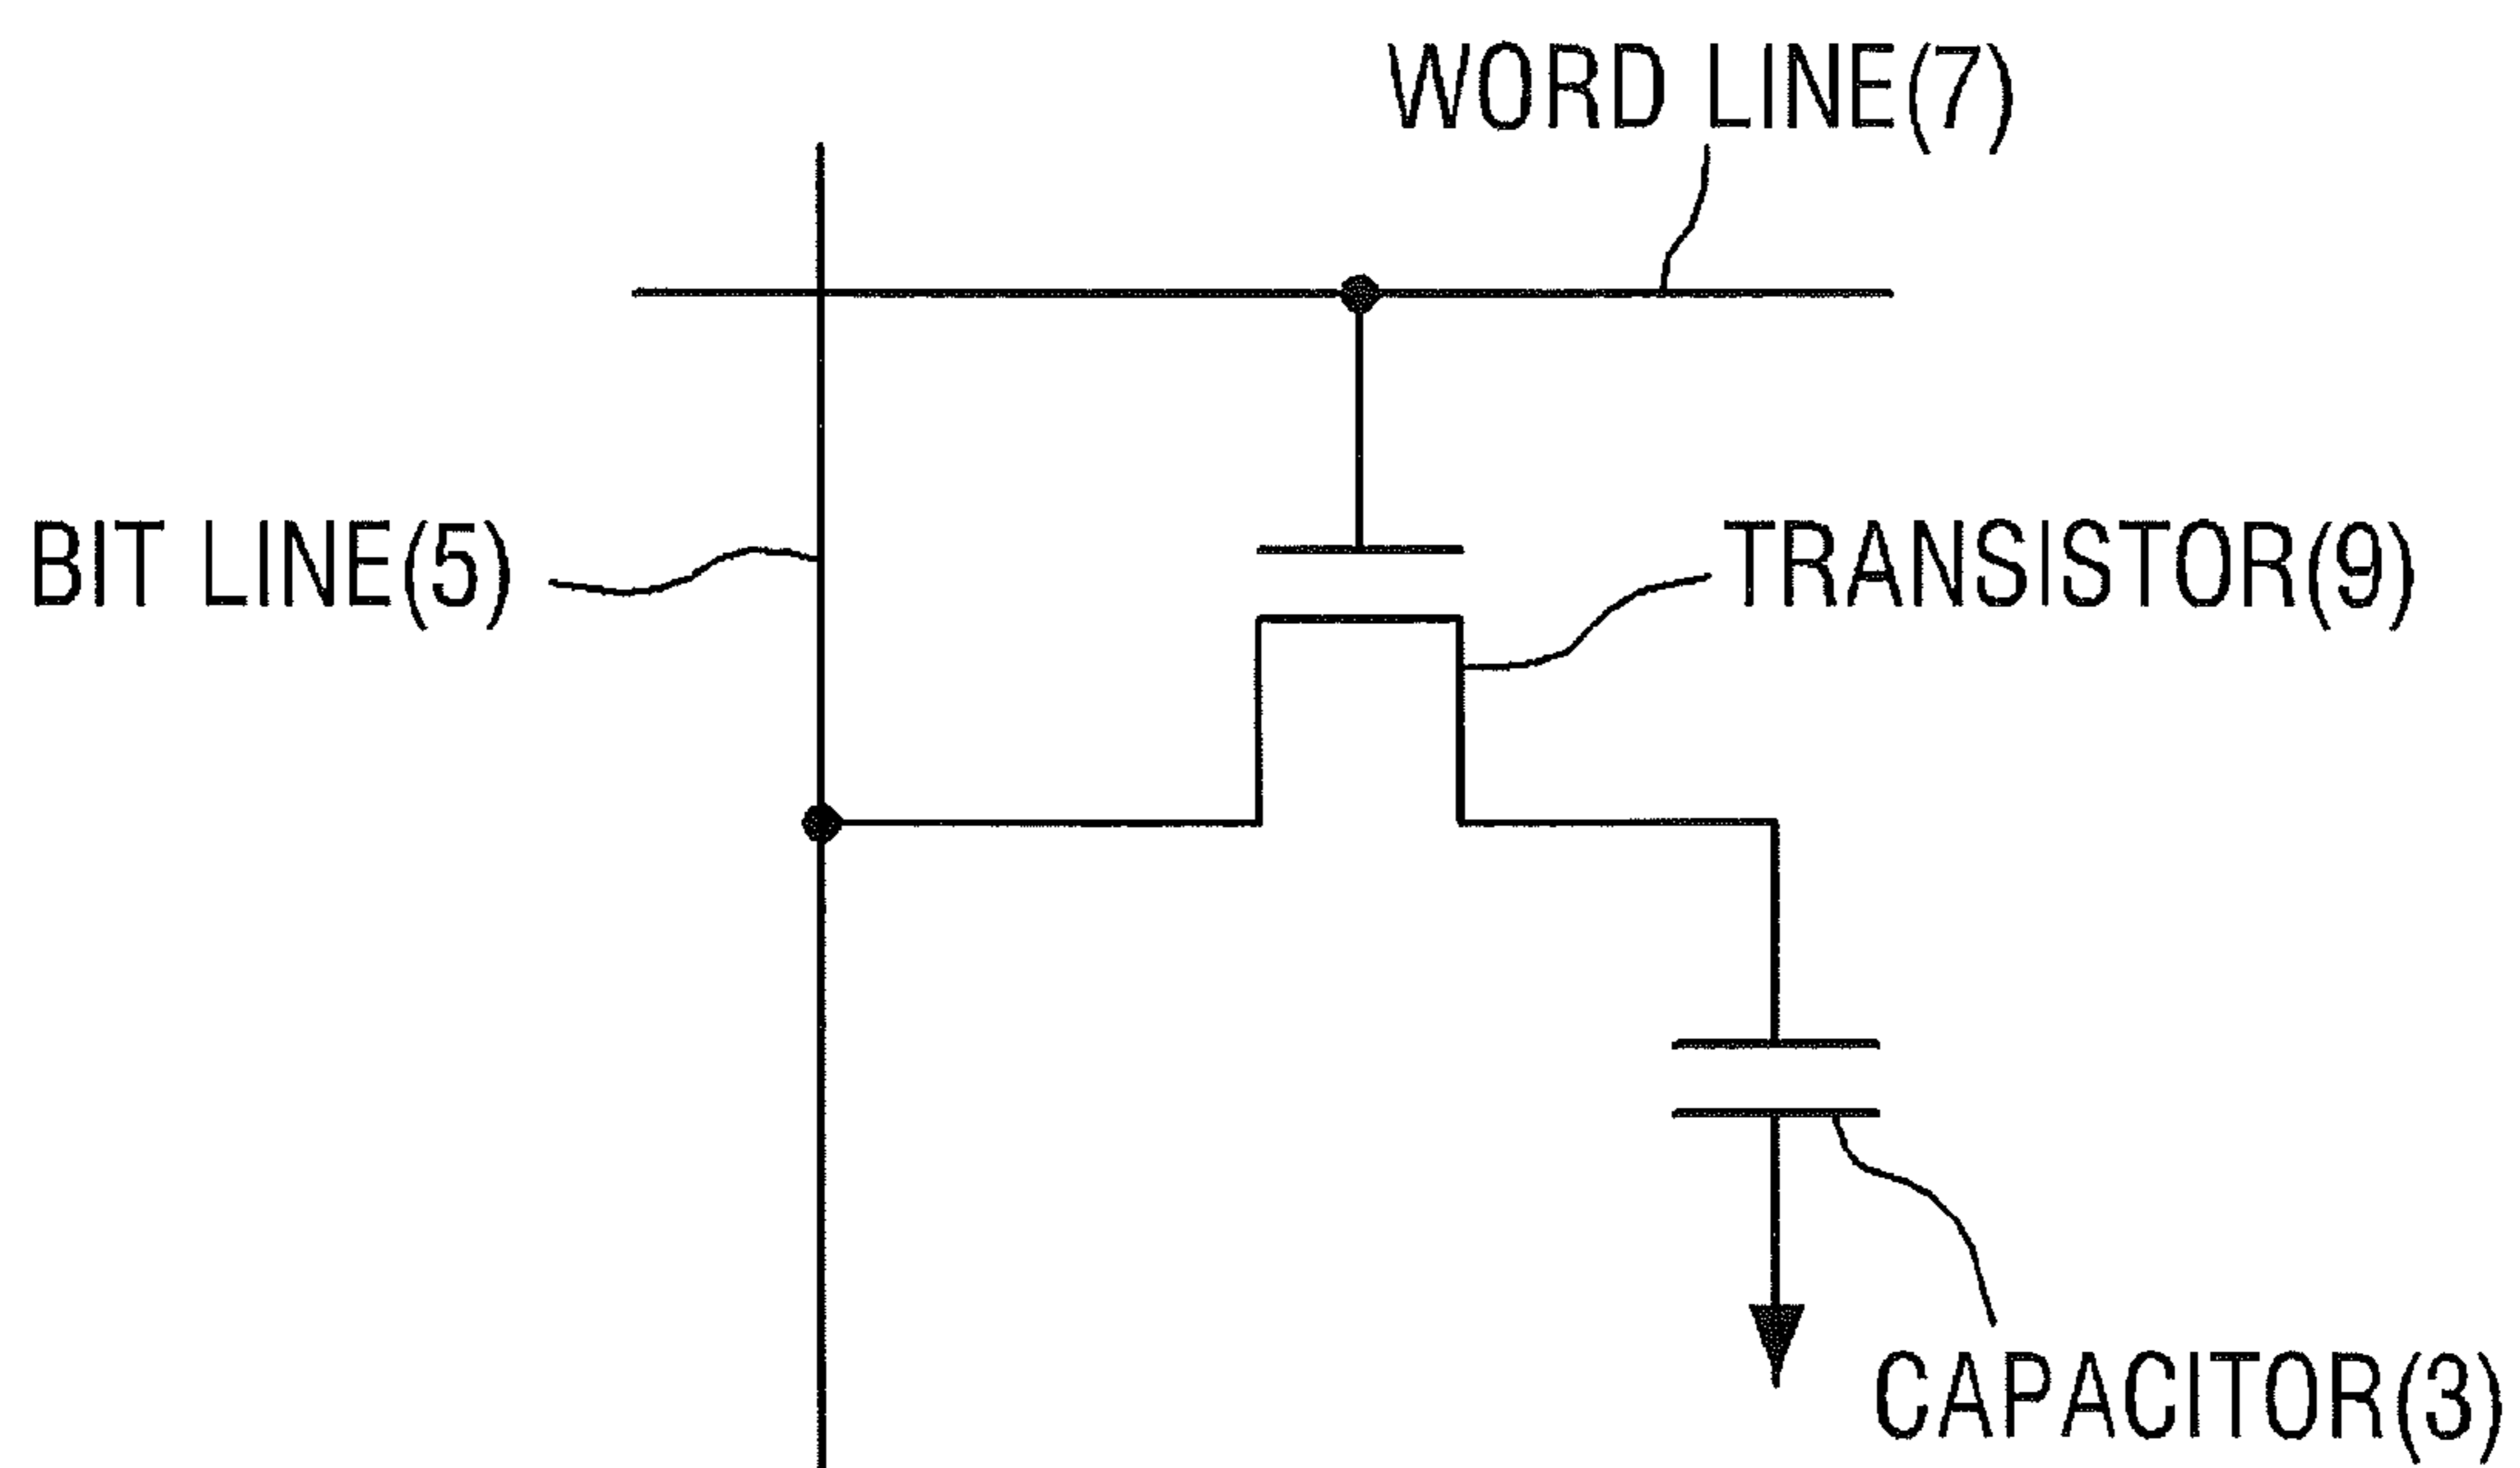 WORD LINE(7)
BIT LINE(5)
TRANSISTOR(9)
CAPACITOR(3)